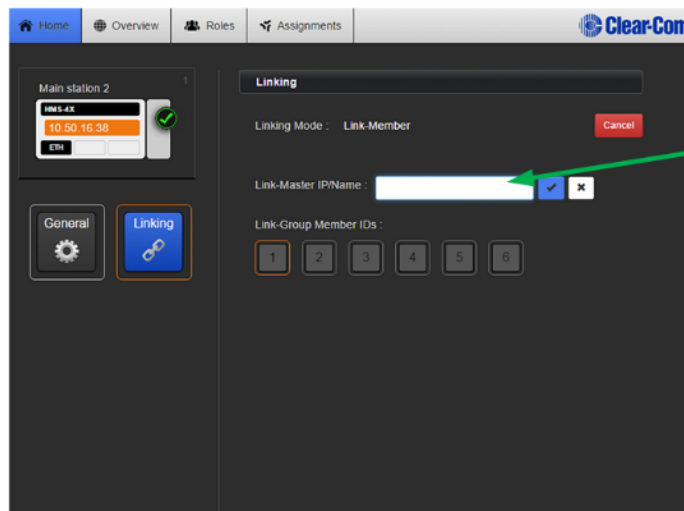 Home Overview Roles Assignments Clear-Com
Main station 2 1
HMS-4X
10.50.16.38
ETH
General Linking
Linking
Linking Mode : Link-Member Cancel
Link-Master IP/Name :
Link-Group Member IDs :
1 2 3 4 5 6